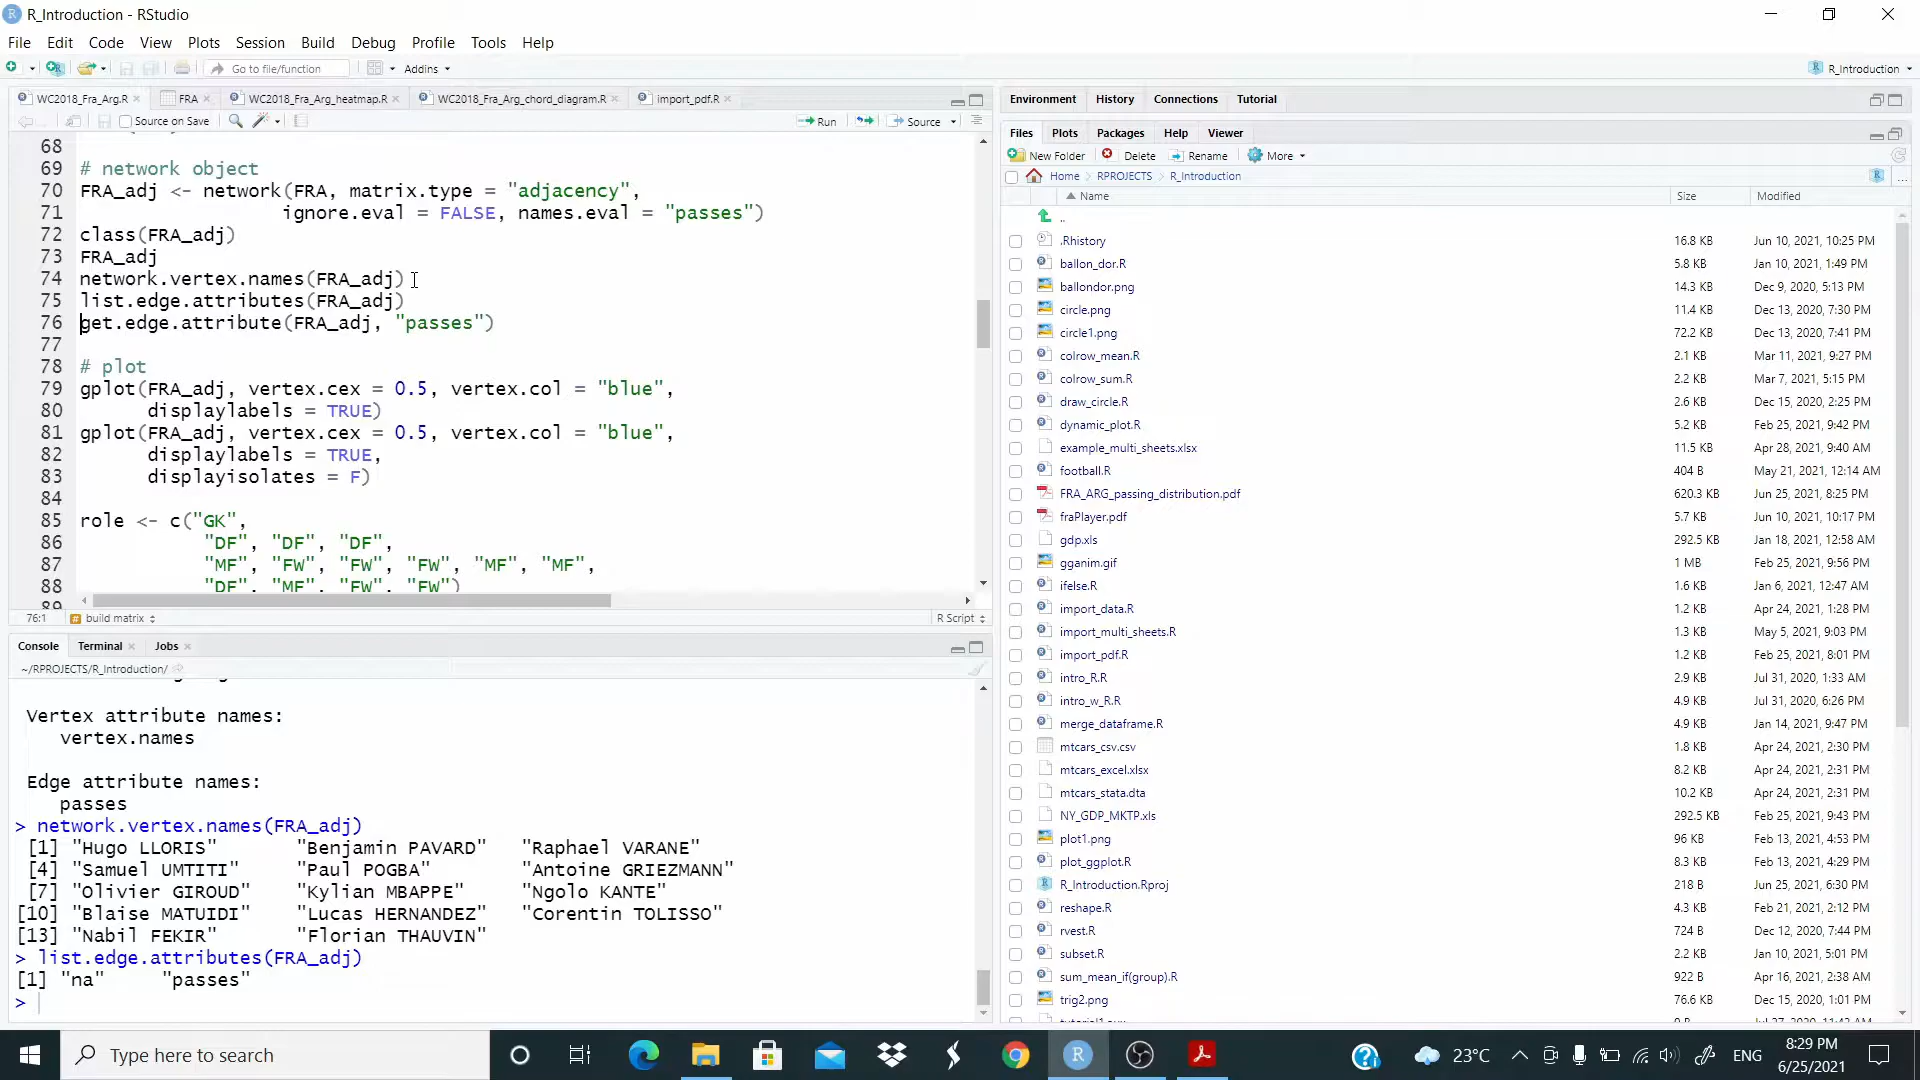 R_Introduction - RStudio
File Edit Code View Plots Session Build Debug Profile Tools Help
Go to file/function Addins R_Introduction
WC2018_Fra_Arg.R FRA WC2018_Fra_Arg_heatmap.R WC2018_Fra_Arg_chord_diagram.R import_pdf.R
Source on Save Run Source
68
69 # network object
70 FRA_adj <- network(FRA, matrix.type = "adjacency",
71 ignore.eval = FALSE, names.eval = "passes")
72 class(FRA_adj)
73 FRA_adj
74 network.vertex.names(FRA_adj)
75 list.edge.attributes(FRA_adj)
76 get.edge.attribute(FRA_adj, "passes")
77
78 # plot
79 gplot(FRA_adj, vertex.cex = 0.5, vertex.col = "blue",
80 displaylabels = TRUE)
81 gplot(FRA_adj, vertex.cex = 0.5, vertex.col = "blue",
82 displaylabels = TRUE,
83 displayisolates = F)
84
85 role <- c("GK",
86 "DF", "DF", "DF",
87 "MF", "FW", "FW", "FW", "MF", "MF",
88 "DF", "MF", "FW", "FW")
89
76:1 build matrix R Script
Console Terminal Jobs
~/RPROJECTS/R_Introduction/
Vertex attribute names:
vertex.names
Edge attribute names:
passes
> network.vertex.names(FRA_adj)
[1] "Hugo LLORIS" "Benjamin PAVARD" "Raphael VARANE"
[4] "Samuel UMTITI" "Paul POGBA" "Antoine GRIEZMANN"
[7] "Olivier GIROUD" "Kylian MBAPPE" "Ngolo KANTE"
[10] "Blaise MATUIDI" "Lucas HERNANDEZ" "Corentin TOLISSO"
[13] "Nabil FEKIR" "Florian THAUVIN"
> list.edge.attributes(FRA_adj)
[1] "na" "passes"
>
Environment History Connections Tutorial
Files Plots Packages Help Viewer
New Folder Delete Rename More
Home RPROJECTS R_Introduction ...
Name Size Modified
..
.Rhistory 16.8 KB Jun 10, 2021, 10:25 PM
ballon_dor.R 5.8 KB Jan 10, 2021, 1:49 PM
ballondor.png 14.3 KB Dec 9, 2020, 5:13 PM
circle.png 11.4 KB Dec 13, 2020, 7:30 PM
circle1.png 72.2 KB Dec 13, 2020, 7:41 PM
colrow_mean.R 2.1 KB Mar 11, 2021, 9:27 PM
colrow_sum.R 2.2 KB Mar 7, 2021, 5:15 PM
draw_circle.R 2.6 KB Dec 15, 2020, 2:25 PM
dynamic_plot.R 5.2 KB Feb 25, 2021, 9:42 PM
example_multi_sheets.xlsx 11.5 KB Apr 28, 2021, 9:40 AM
football.R 404 B May 21, 2021, 12:14 AM
FRA_ARG_passing_distribution.pdf 620.3 KB Jun 25, 2021, 8:25 PM
fraPlayer.pdf 5.7 KB Jun 10, 2021, 10:17 PM
gdp.xls 292.5 KB Jan 18, 2021, 12:58 AM
gganim.gif 1 MB Feb 25, 2021, 9:56 PM
ifelse.R 1.6 KB Jan 6, 2021, 12:47 AM
import_data.R 1.2 KB Apr 24, 2021, 1:28 PM
import_multi_sheets.R 1.3 KB May 5, 2021, 9:03 PM
import_pdf.R 1.2 KB Feb 25, 2021, 8:01 PM
intro_R.R 2.9 KB Jul 31, 2020, 1:33 AM
intro_w_R.R 4.9 KB Jul 31, 2020, 6:26 PM
merge_dataframe.R 4.9 KB Jan 14, 2021, 9:47 PM
mtcars_csv.csv 1.8 KB Apr 24, 2021, 2:30 PM
mtcars_excel.xlsx 8.2 KB Apr 24, 2021, 2:31 PM
mtcars_stata.dta 10.2 KB Apr 24, 2021, 2:31 PM
NY_GDP_MKTP.xls 292.5 KB Feb 25, 2021, 9:43 PM
plot1.png 96 KB Feb 13, 2021, 4:53 PM
plot_ggplot.R 8.3 KB Feb 13, 2021, 4:29 PM
R_Introduction.Rproj 218 B Jun 25, 2021, 6:30 PM
reshape.R 4.3 KB Feb 21, 2021, 2:12 PM
rvest.R 724 B Dec 12, 2020, 7:44 PM
subset.R 2.2 KB Jan 10, 2021, 5:01 PM
sum_mean_if(group).R 922 B Apr 16, 2021, 2:38 AM
trig2.png 76.6 KB Dec 15, 2020, 1:01 PM
Type here to search 23°C ENG 8:29 PM
6/25/2021